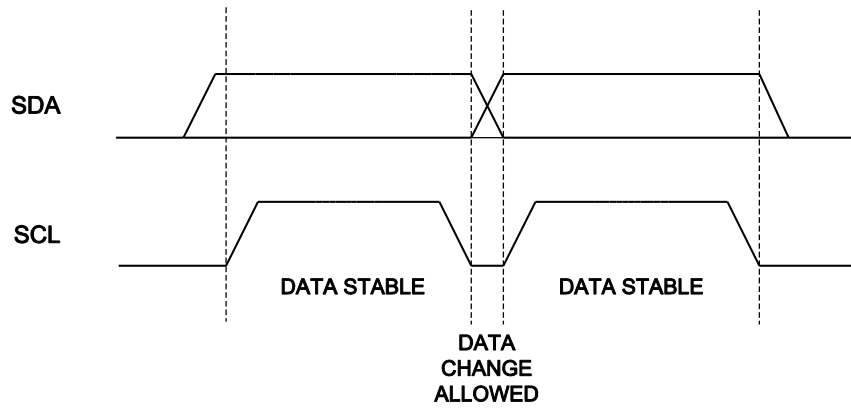 SDA
SCL
DATA STABLE
DATA STABLE
DATA
CHANGE
ALLOWED